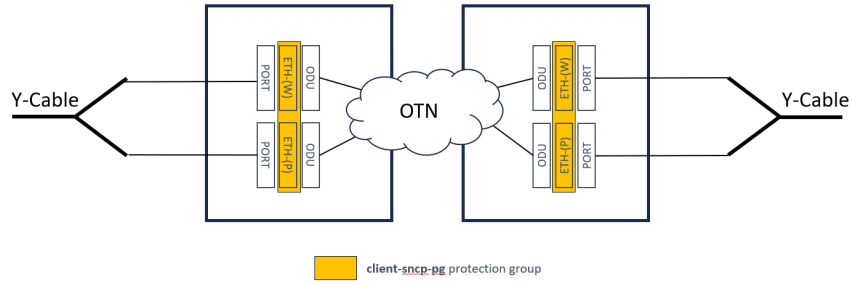 Y-Cable
PORT
ETH-(W)
ODU
PORT
ETH-(P)
ODU
OTN
ODU
ETH-(W)
PORT
ODU
ETH-(P)
PORT
Y-Cable
client-sncp-pg protection group